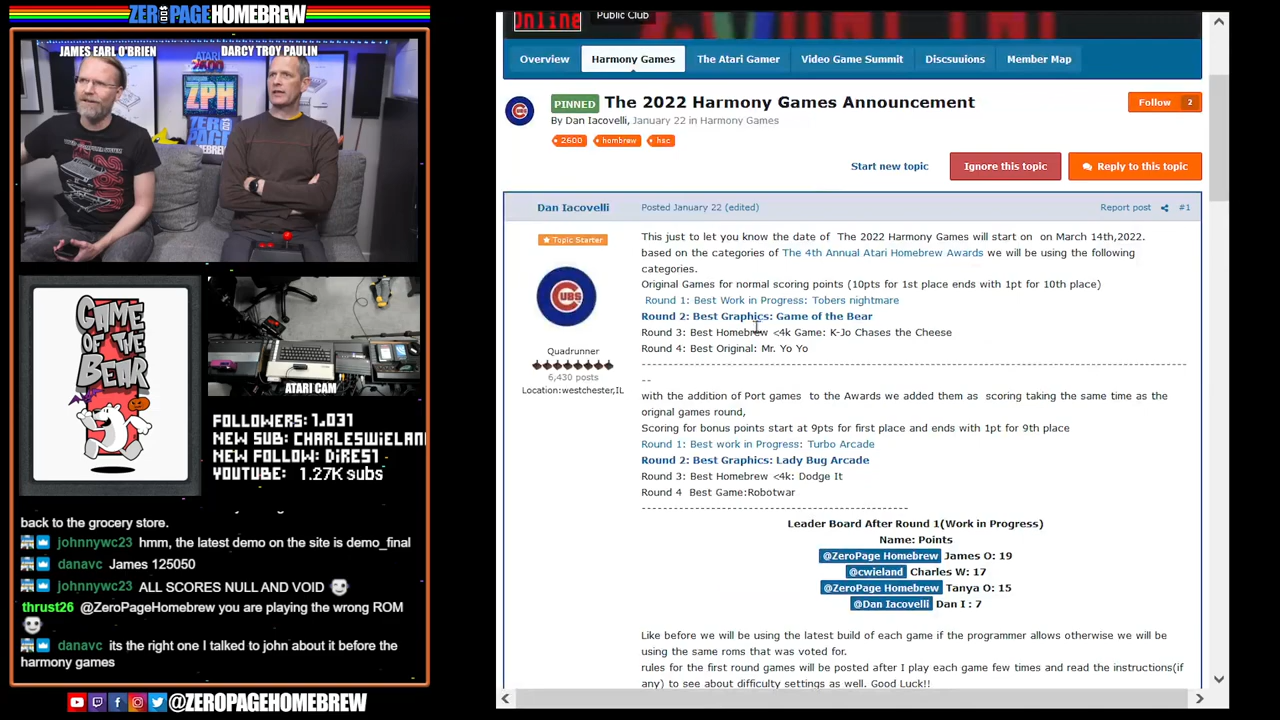 ZEROPAGEHOMEBREW
JAMES EARL O'BRIEN
DARCY TROY PAULIN
ATARI
2600
ZPH
GAME
OF THE
BEAR
ATARI CAM
FOLLOWERS: 1,031
NEW SUB: CHARLESWIELAN
NEW FOLLOW: DIREST
YOUTUBE: 1.27K subs
back to the grocery store.
johnnywc23 hmm, the latest demo on the site is demo_final
danavc James 125050
johnnywc23 ALL SCORES NULL AND VOID
thrust26 @ZeroPageHomebrew you are playing the wrong ROM
danavc its the right one I talked to john about it before the
harmony games
@ZEROPAGEHOMEBREW
Online
Public Club
Overview
Harmony Games
The Atari Gamer
Video Game Summit
Discsuuions
Member Map
CUBS
PINNED The 2022 Harmony Games Announcement
Follow 2
By Dan Iacovelli, January 22 in Harmony Games
2600 hombrew hsc
Start new topic
Ignore this topic
Reply to this topic
Dan Iacovelli
Posted January 22 (edited)
Report post
#1
Topic Starter
CUBS
Quadrunner
6,430 posts
Location:westchester,IL
This just to let you know the date of The 2022 Harmony Games will start on on March 14th,2022.
based on the categories of The 4th Annual Atari Homebrew Awards we will be using the following
categories.
Original Games for normal scoring points (10pts for 1st place ends with 1pt for 10th place)
Round 1: Best Work in Progress: Tobers nightmare
Round 2: Best Graphics: Game of the Bear
Round 3: Best Homebrew <4k Game: K-Jo Chases the Cheese
Round 4: Best Original: Mr. Yo Yo
--------------------------------------------------------------------------------------------
--
with the addition of Port games to the Awards we added them as scoring taking the same time as the
orignal games round,
Scoring for bonus points start at 9pts for first place and ends with 1pt for 9th place
Round 1: Best work in Progress: Turbo Arcade
Round 2: Best Graphics: Lady Bug Arcade
Round 3: Best Homebrew <4k: Dodge It
Round 4 Best Game:Robotwar
---------------------------------------------
Leader Board After Round 1(Work in Progress)
Name: Points
@ZeroPage Homebrew James O: 19
@cwieland Charles W: 17
@ZeroPage Homebrew Tanya O: 15
@Dan Iacovelli Dan I : 7
Like before we will be using the latest build of each game if the programmer allows otherwise we will be
using the same roms that was voted for.
rules for the first round games will be posted after I play each game few times and read the instructions(if
any) to see about difficulty settings as well. Good Luck!!